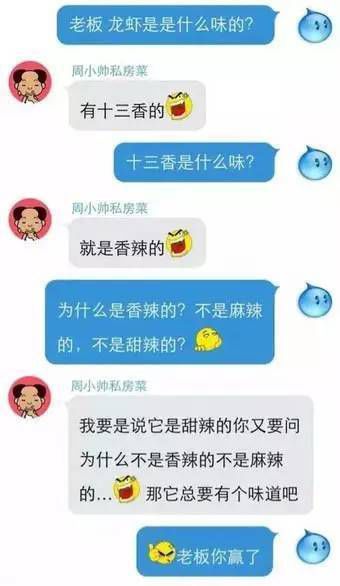 老板 龙虾是是什么味的?
周小帅私房菜
有十三香的
十三香是什么味?
周小帅私房菜
就是香辣的
为什么是香辣的? 不是麻辣
的,不是甜辣的?
周小帅私房菜
我要是说它是甜辣的你又要问
为什么不是香辣的不是麻辣
的... 那它总要有个味道吧
老板你赢了